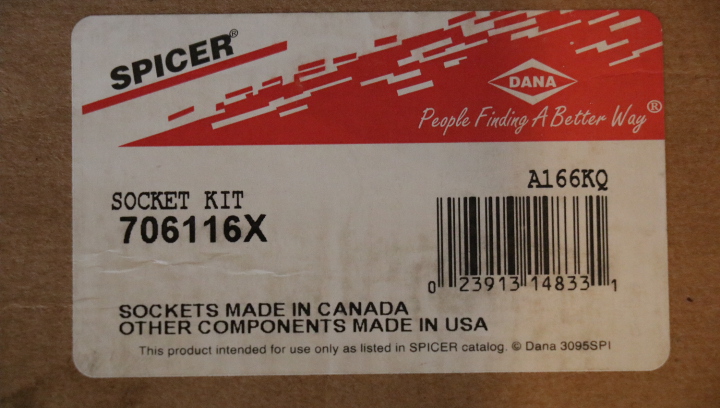 SPICER®
DANA
People Finding A Better Way®
A166KQ
SOCKET KIT
706116X
0 23913 14833 1
SOCKETS MADE IN CANADA
OTHER COMPONENTS MADE IN USA
This product intended for use only as listed in SPICER catalog. © Dana 3095SPI